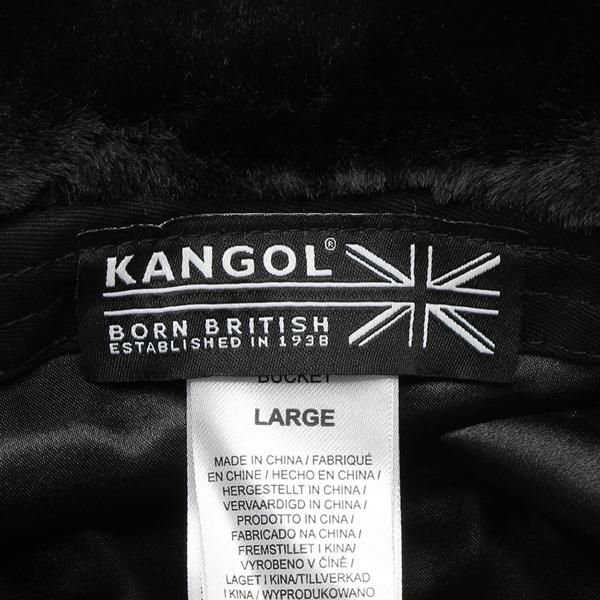 KANGOL®
BORN BRITISH
ESTABLISHED IN 1938
BUCKET
LARGE
MADE IN CHINA / FABRIQUÉ
EN CHINE / HECHO EN CHINA /
HERGESTELLT IN CHINA /
VERVAARDIGD IN CHINA /
PRODOTTO IN CINA /
FABRICADO NA CHINA /
FREMSTILLET I KINA/
VYROBENO V ČÍNĚ /
LAGET I KINA/TILLVERKAD
I KINA/WYPRODUKOWANO